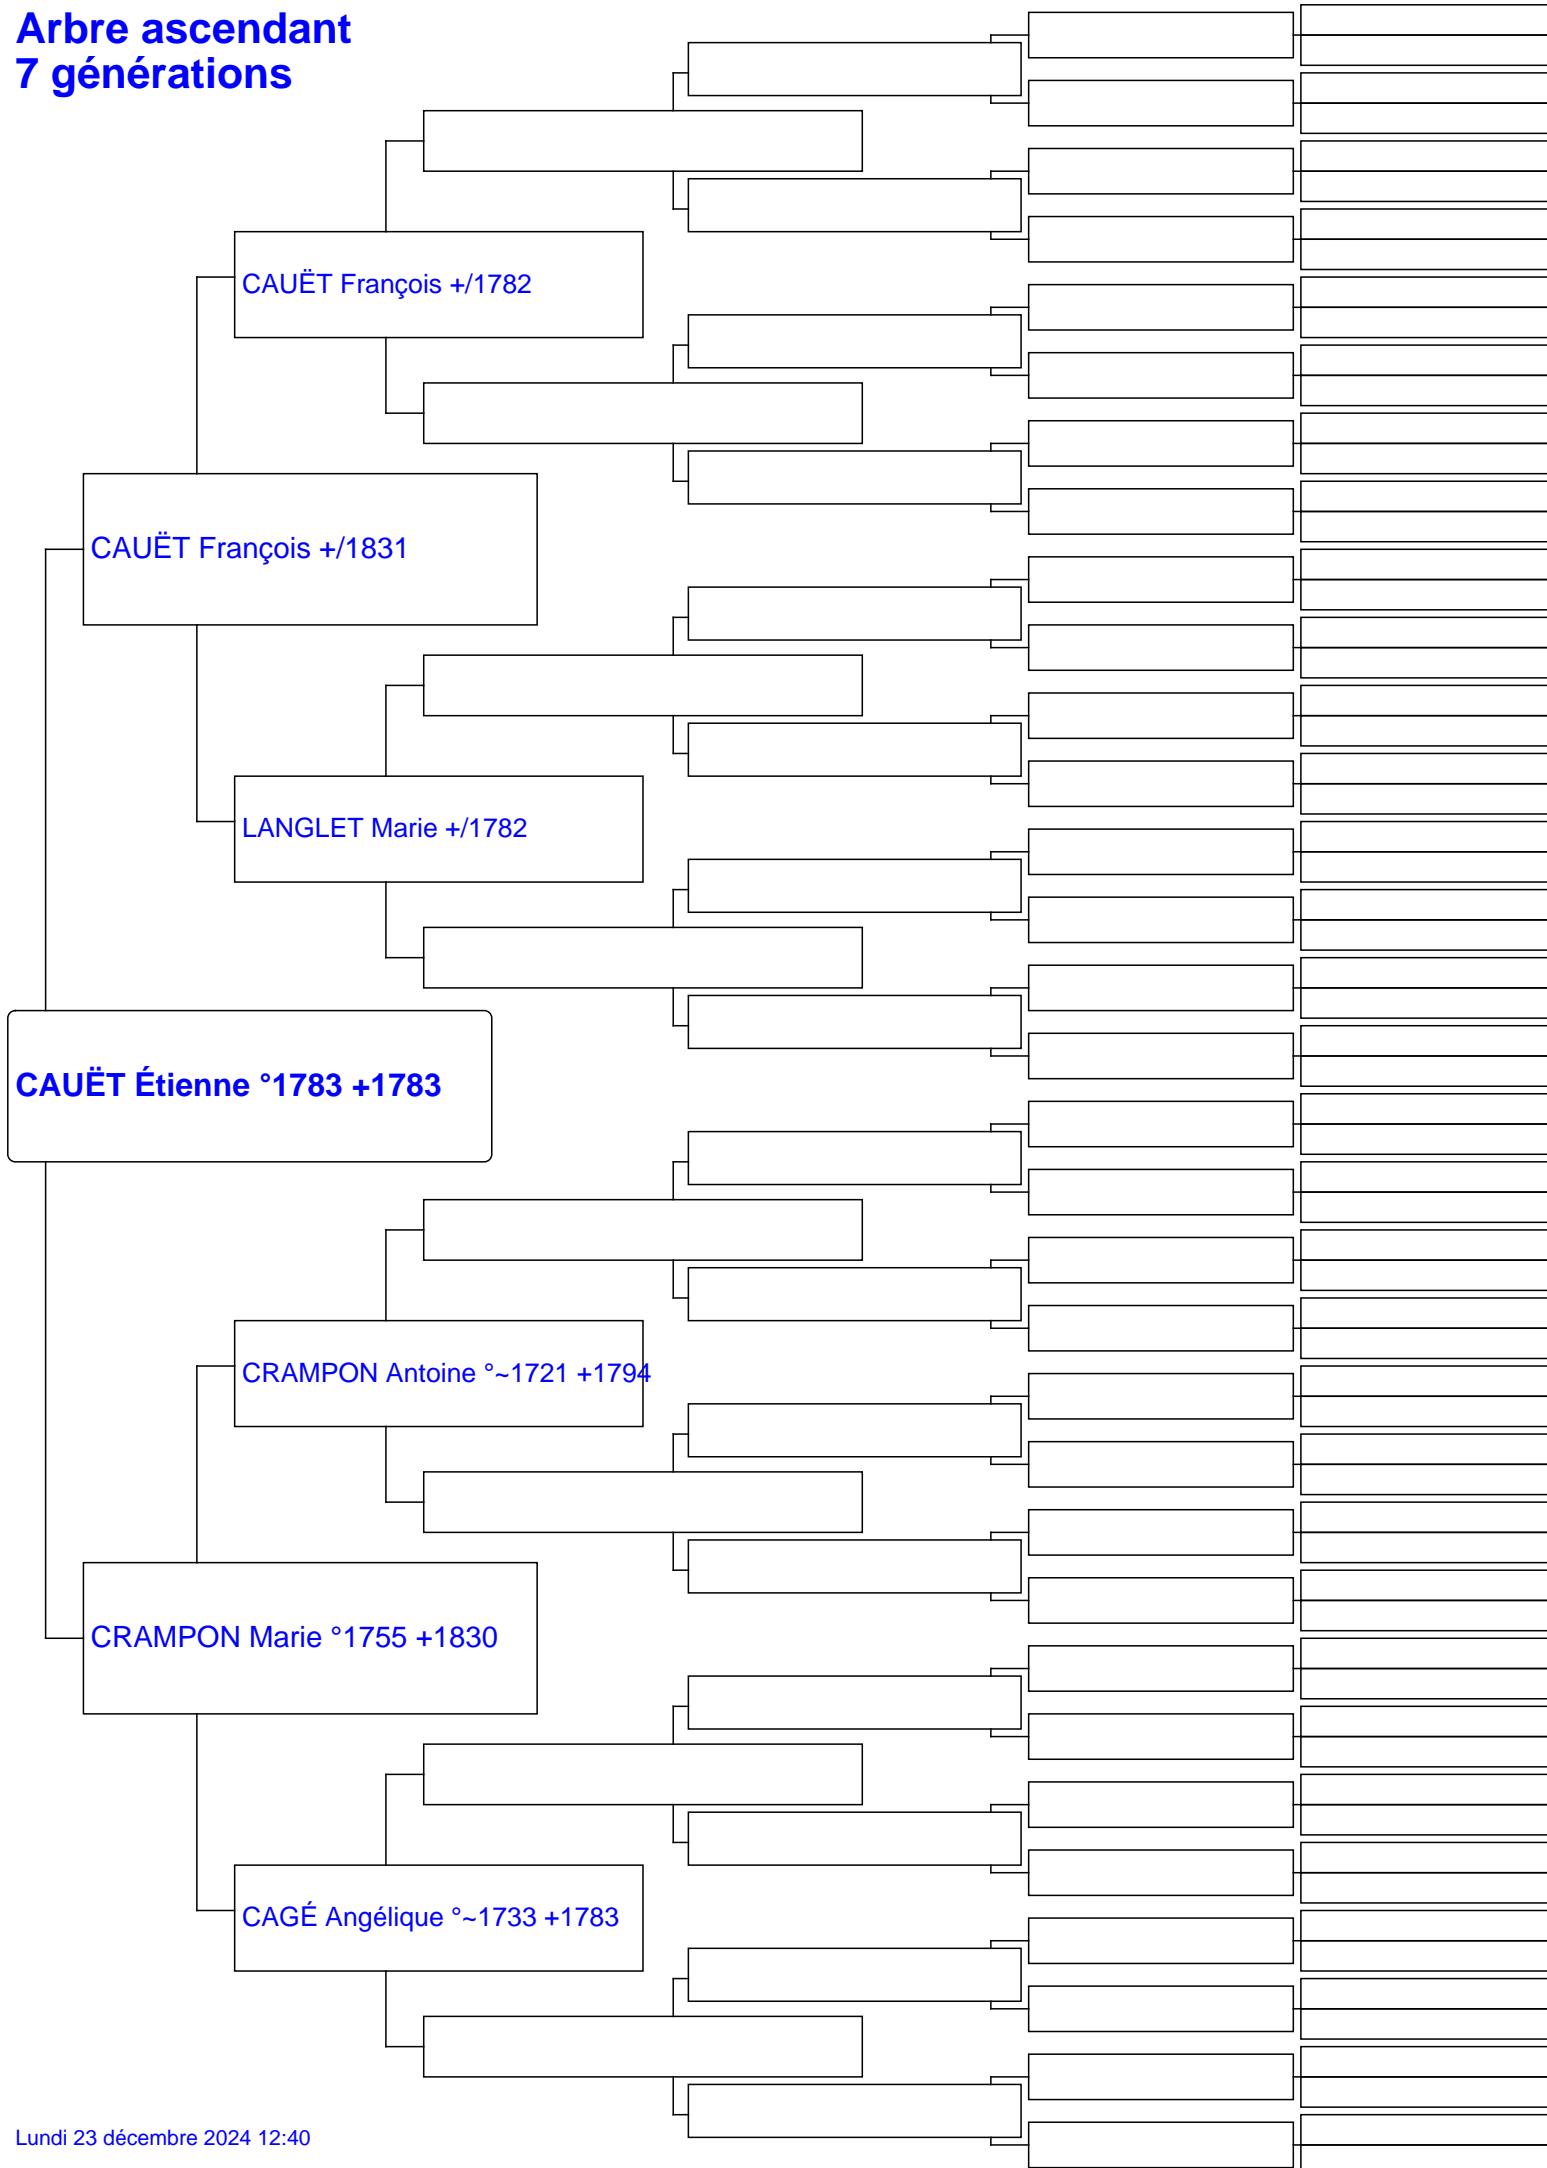 Arbre ascendant
7 générations
CAUËT François +/1782
CAUËT François +/1831
LANGLET Marie +/1782
CAUËT Étienne °1783 +1783
CRAMPON Antoine °~1721 +1794
CRAMPON Marie °1755 +1830
CAGÉ Angélique °~1733 +1783
Lundi 23 décembre 2024 12:40